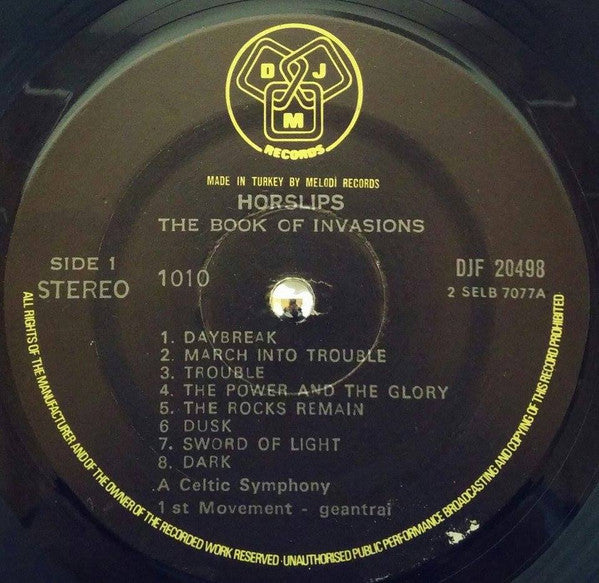 D J
M
RECORDS
MADE IN TURKEY BY MELODİ RECORDS
HORSLIPS
THE BOOK OF INVASIONS
SIDE 1
STEREO
1010
DJF 20498
2 SELB 7077A
1. DAYBREAK
2. MARCH INTO TROUBLE
3. TROUBLE
4. THE POWER AND THE GLORY
5. THE ROCKS REMAIN
6 DUSK
7. SWORD OF LIGHT
8. DARK
A Celtic Symphony
1 st Movement - geantrai
ALL RIGHTS OF THE MANUFACTURER AND OF THE OWNER OF THE RECORDED WORK RESERVED · UNAUTHORISED PUBLIC PERFORMANCE BROADCASTING AND COPYING OF THIS RECORD PROHIBITED